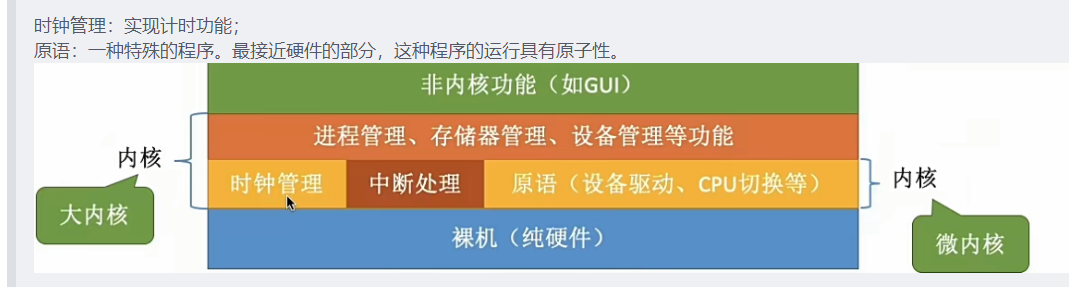 时钟管理：实现计时功能；
原语：一种特殊的程序。最接近硬件的部分，这种程序的运行具有原子性。
非内核功能（如GUI）
进程管理、存储器管理、设备管理等功能
内核
时钟管理
中断处理
原语（设备驱动、CPU切换等）
内核
大内核
裸机（纯硬件）
微内核